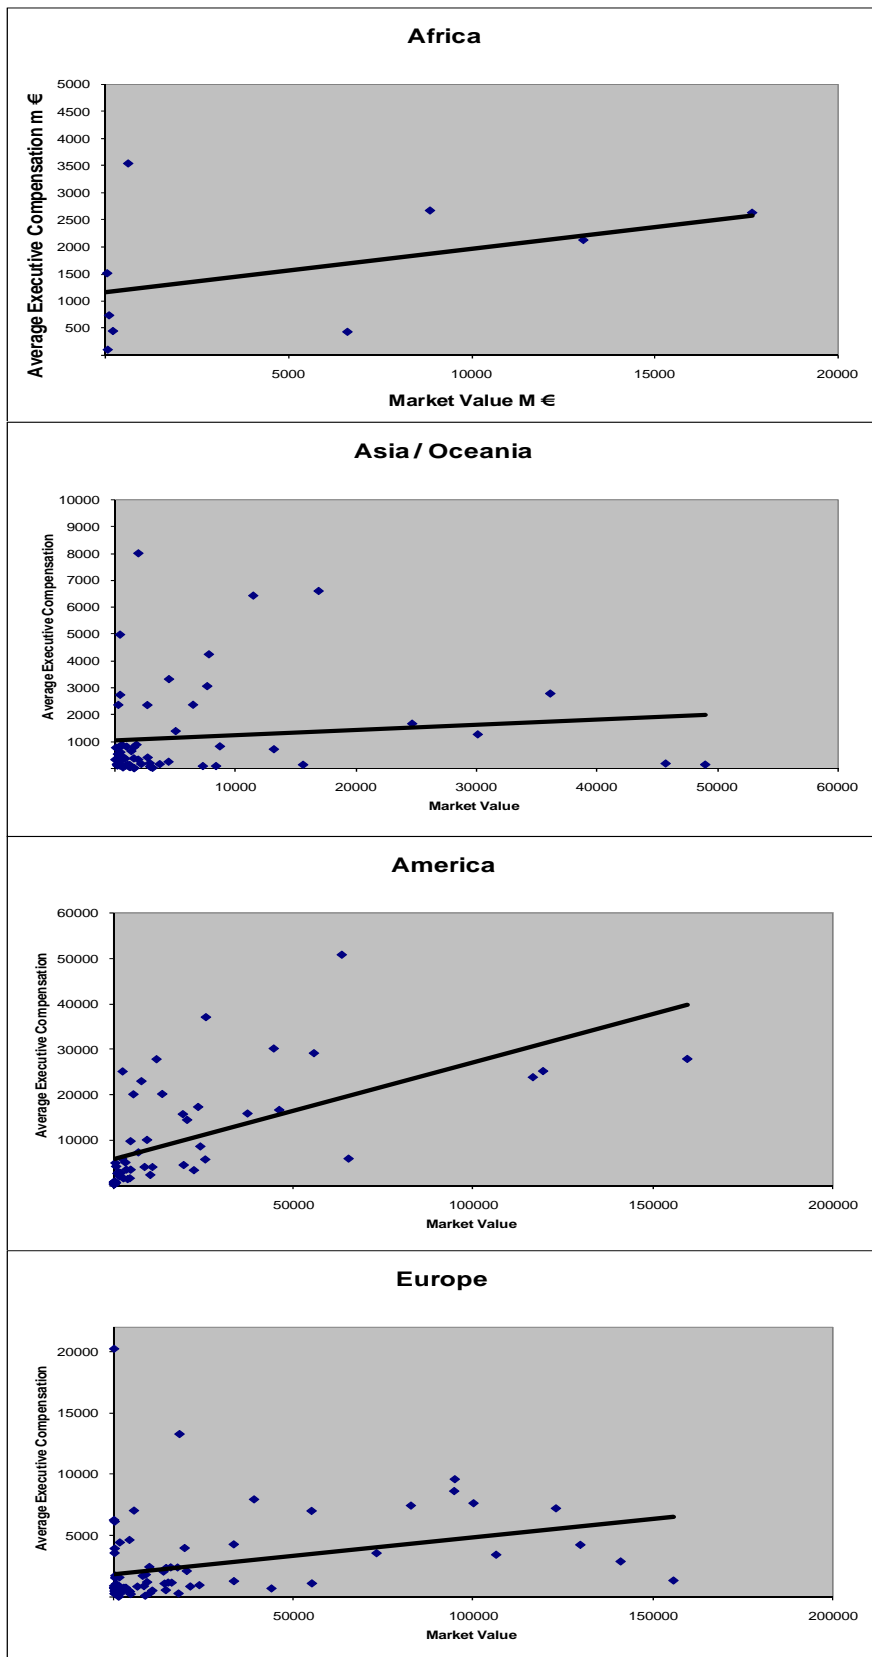 Africa
Average Executive Compensation m €
5000
4500
4000
3500
3000
2500
2000
1500
1000
500
5000 10000 15000 20000
Market Value M €
Asia / Oceania
Average Executive Compensation
10000
9000
8000
7000
6000
5000
4000
3000
2000
1000
10000 20000 30000 40000 50000 60000
Market Value
America
Average Executive Compensation
60000
50000
40000
30000
20000
10000
50000 100000 150000 200000
Market Value
Europe
Average Executive Compensation
20000
15000
10000
5000
50000 100000 150000 200000
Market Value